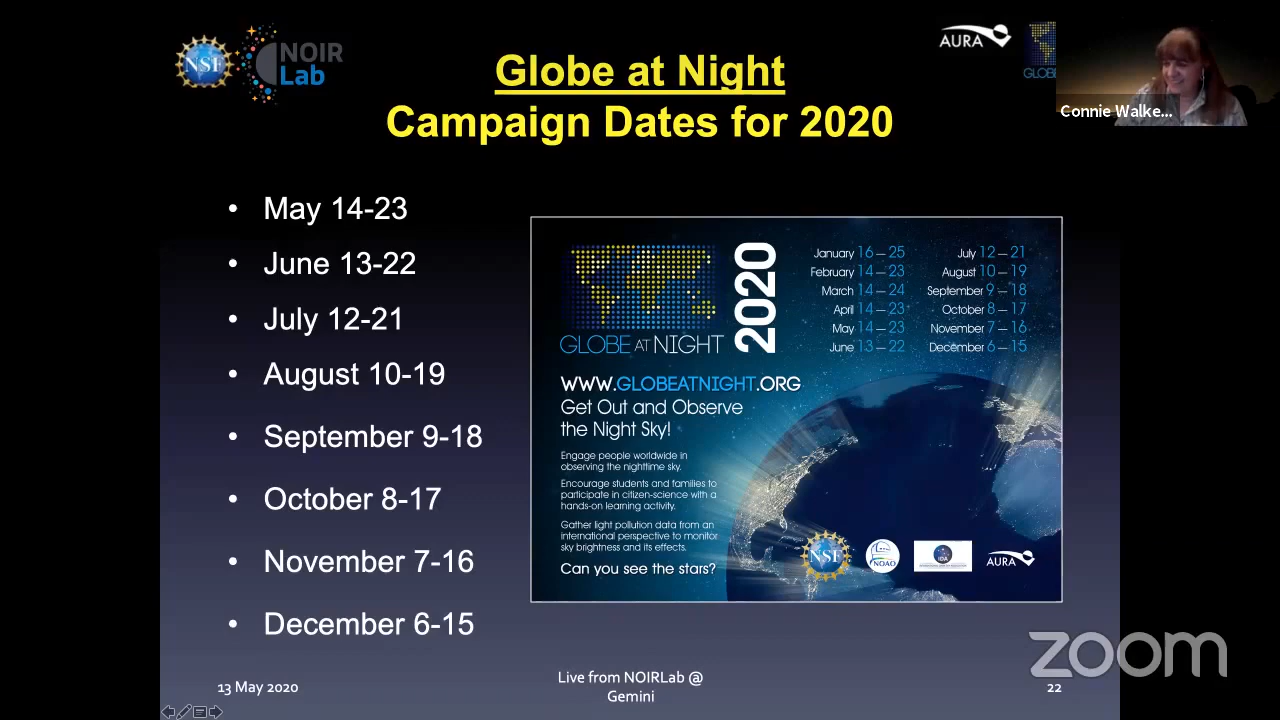 NSF
NOIR
Lab
AURA
GLOBE
Connie Walke...
Globe at Night
Campaign Dates for 2020
• May 14-23
• June 13-22
• July 12-21
• August 10-19
• September 9-18
• October 8-17
• November 7-16
• December 6-15
GLOBE AT NIGHT
2020
January 16 — 25
February 14 — 23
March 14 — 24
April 14 — 23
May 14 — 23
June 13 — 22
July 12 — 21
August 10 — 19
September 9 — 18
October 8 — 17
November 7 — 16
December 6 — 15
WWW.GLOBEATNIGHT.ORG
Get Out and Observe
the Night Sky!
Engage people worldwide in
observing the nighttime sky.
Encourage students and families to
participate in citizen-science with a
hands-on learning activity.
Gather light pollution data from an
international perspective to monitor
sky brightness and its effects.
Can you see the stars?
NSF
NOAO
IDA
AURA
zoom
13 May 2020
Live from NOIRLab @
Gemini
22